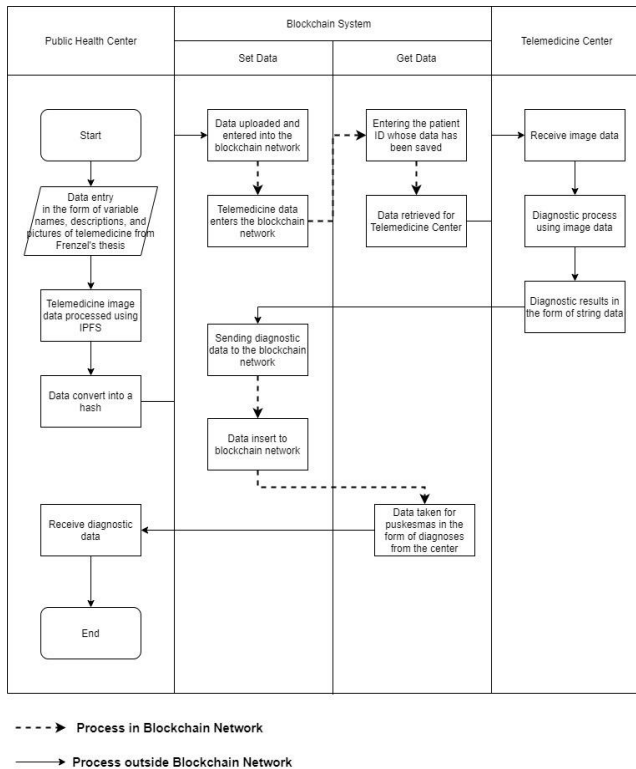 Blockchain System
Public Health Center
Telemedicine Center
Set Data
Get Data
Start
Data entry
in the form of variable
names, descriptions, and
pictures of telemedicine from
Frenzel's thesis
Telemedicine image
data processed using
IPFS
Data convert into a
hash
Data uploaded and
entered into the
blockchain network
Telemedicine data
enters the blockchain
network
Entering the patient
ID whose data has
been saved
Data retrieved for
Telemedicine Center
Receive image data
Diagnostic process
using image data
Diagnostic results in
the form of string data
Sending diagnostic
data to the blockchain
network
Data insert to
blockchain network
Data taken for
puskesmas in the
form of diagnoses
from the center
Receive diagnostic
data
End
Process in Blockchain Network
Process outside Blockchain Network